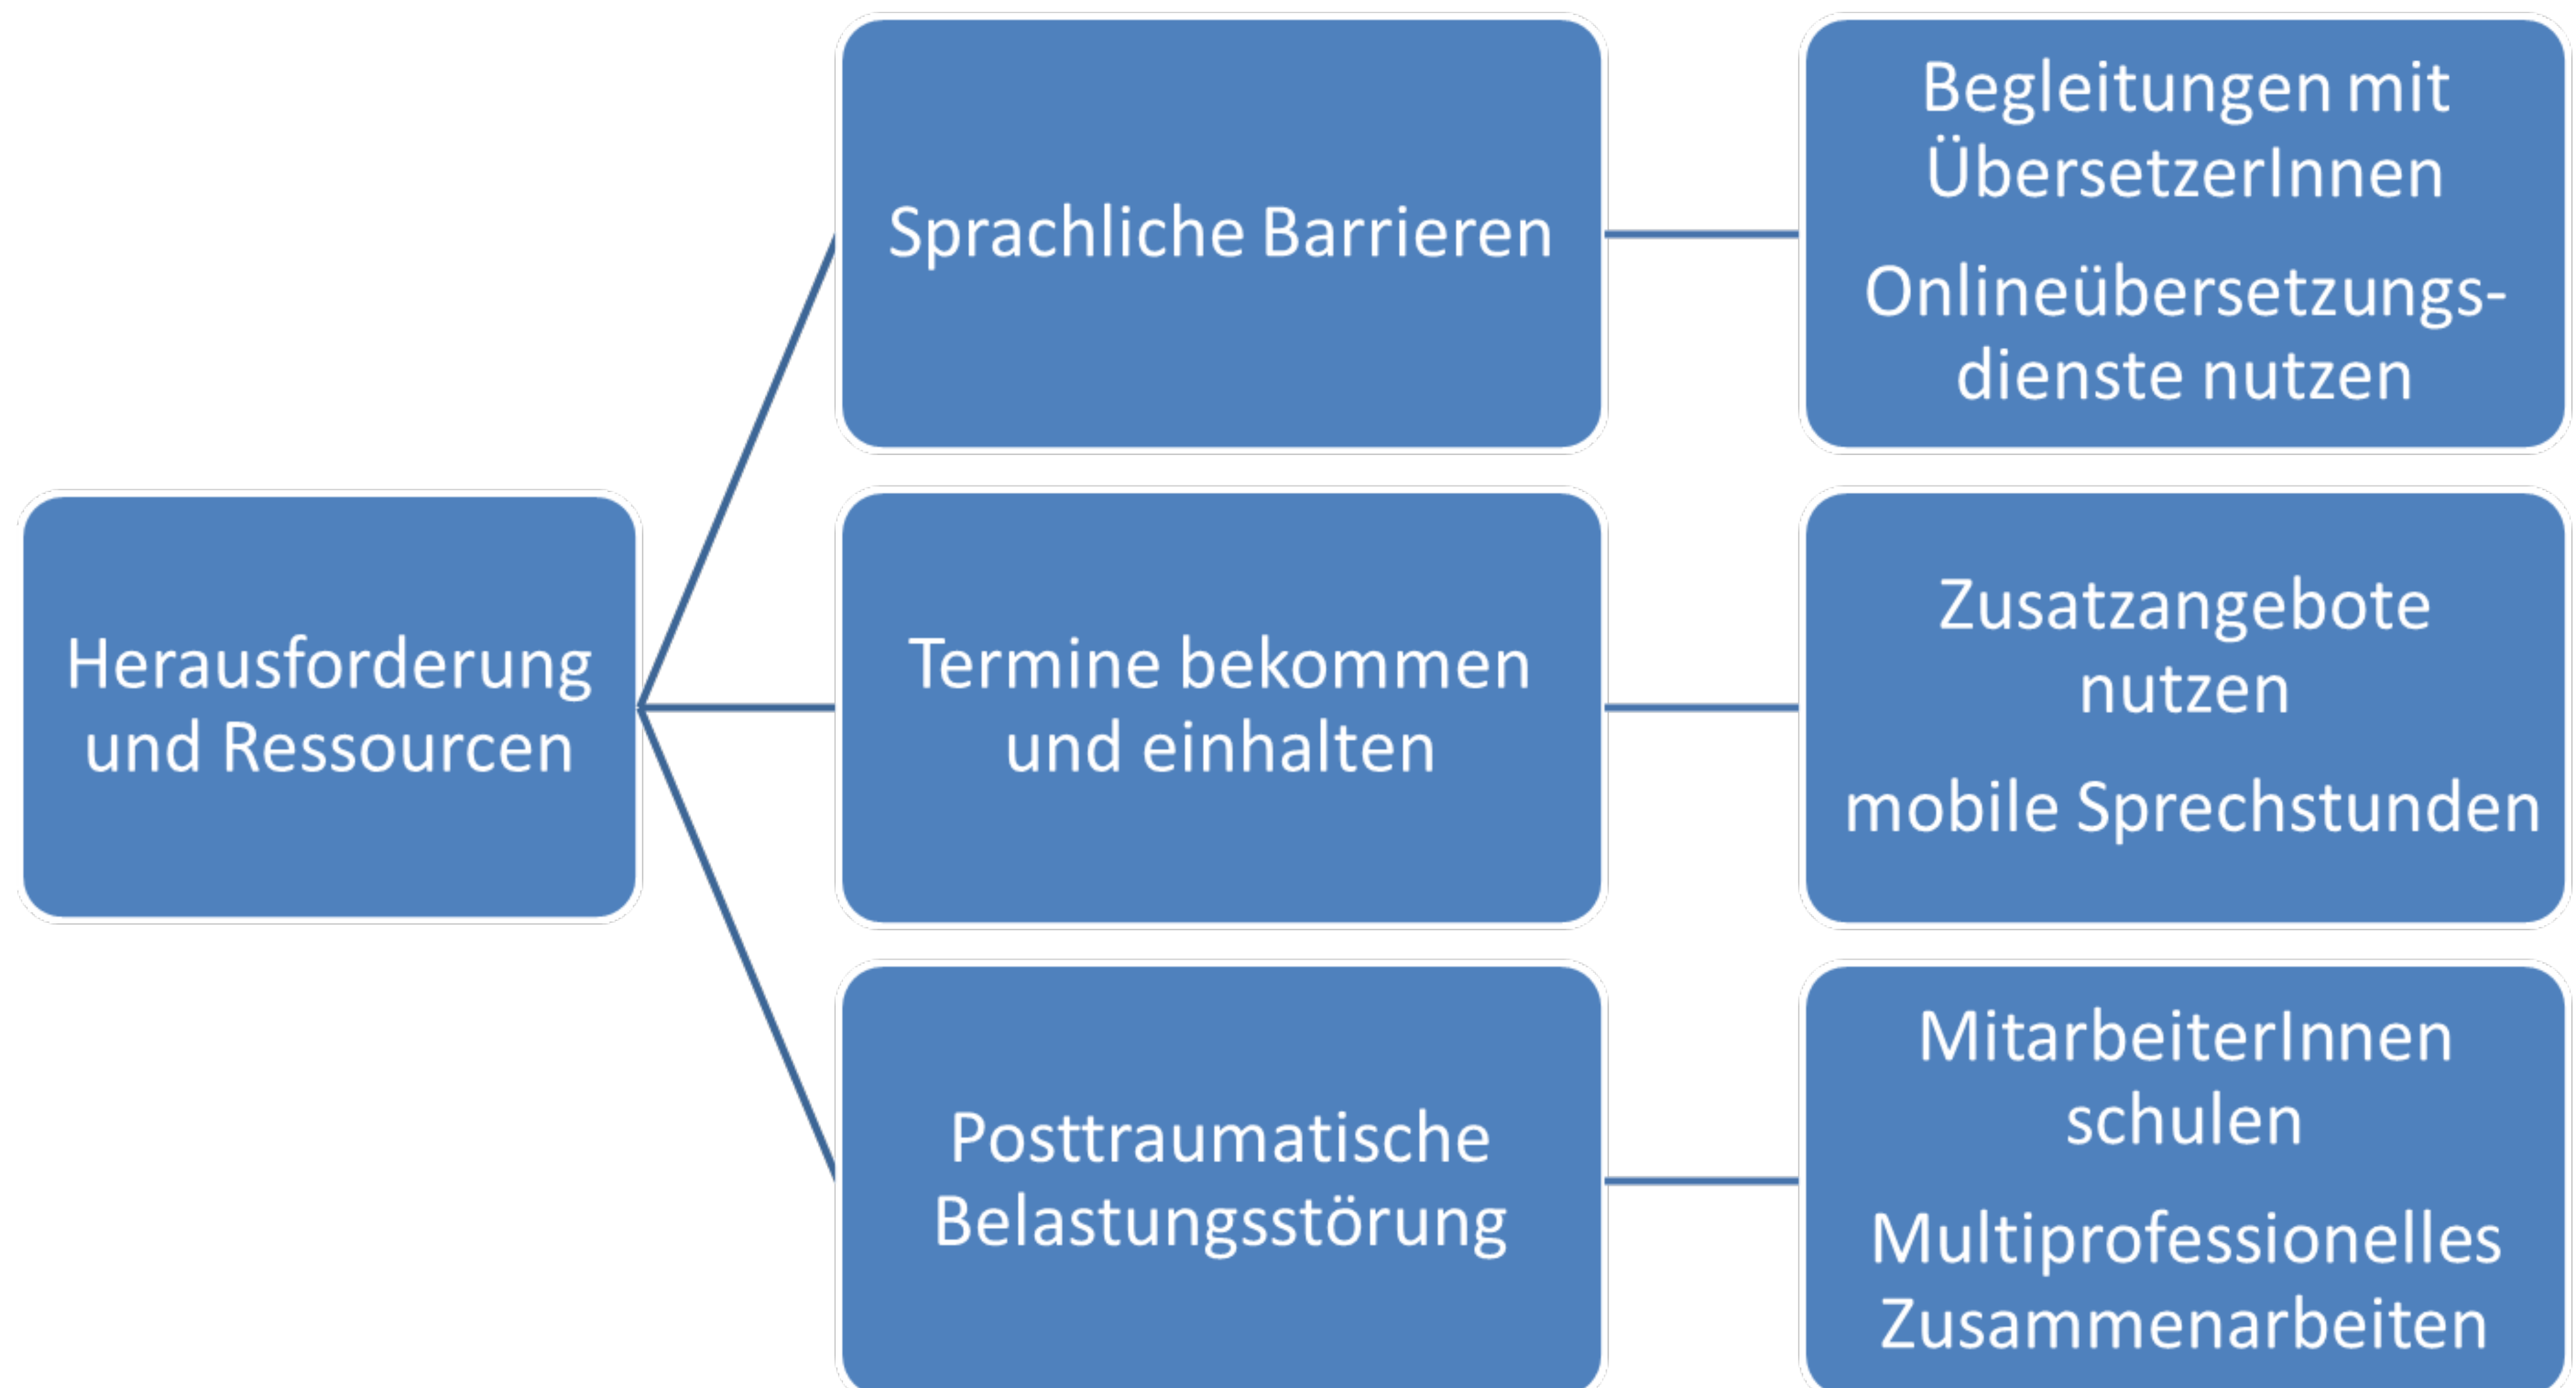 Herausforderung
und Ressourcen
Sprachliche Barrieren
Begleitungen mit
ÜbersetzerInnen
Onlineübersetzungs-
dienste nutzen
Termine bekommen
und einhalten
Zusatzangebote
nutzen
mobile Sprechstunden
Posttraumatische
Belastungsstörung
MitarbeiterInnen
schulen
Multiprofessionelles
Zusammenarbeiten